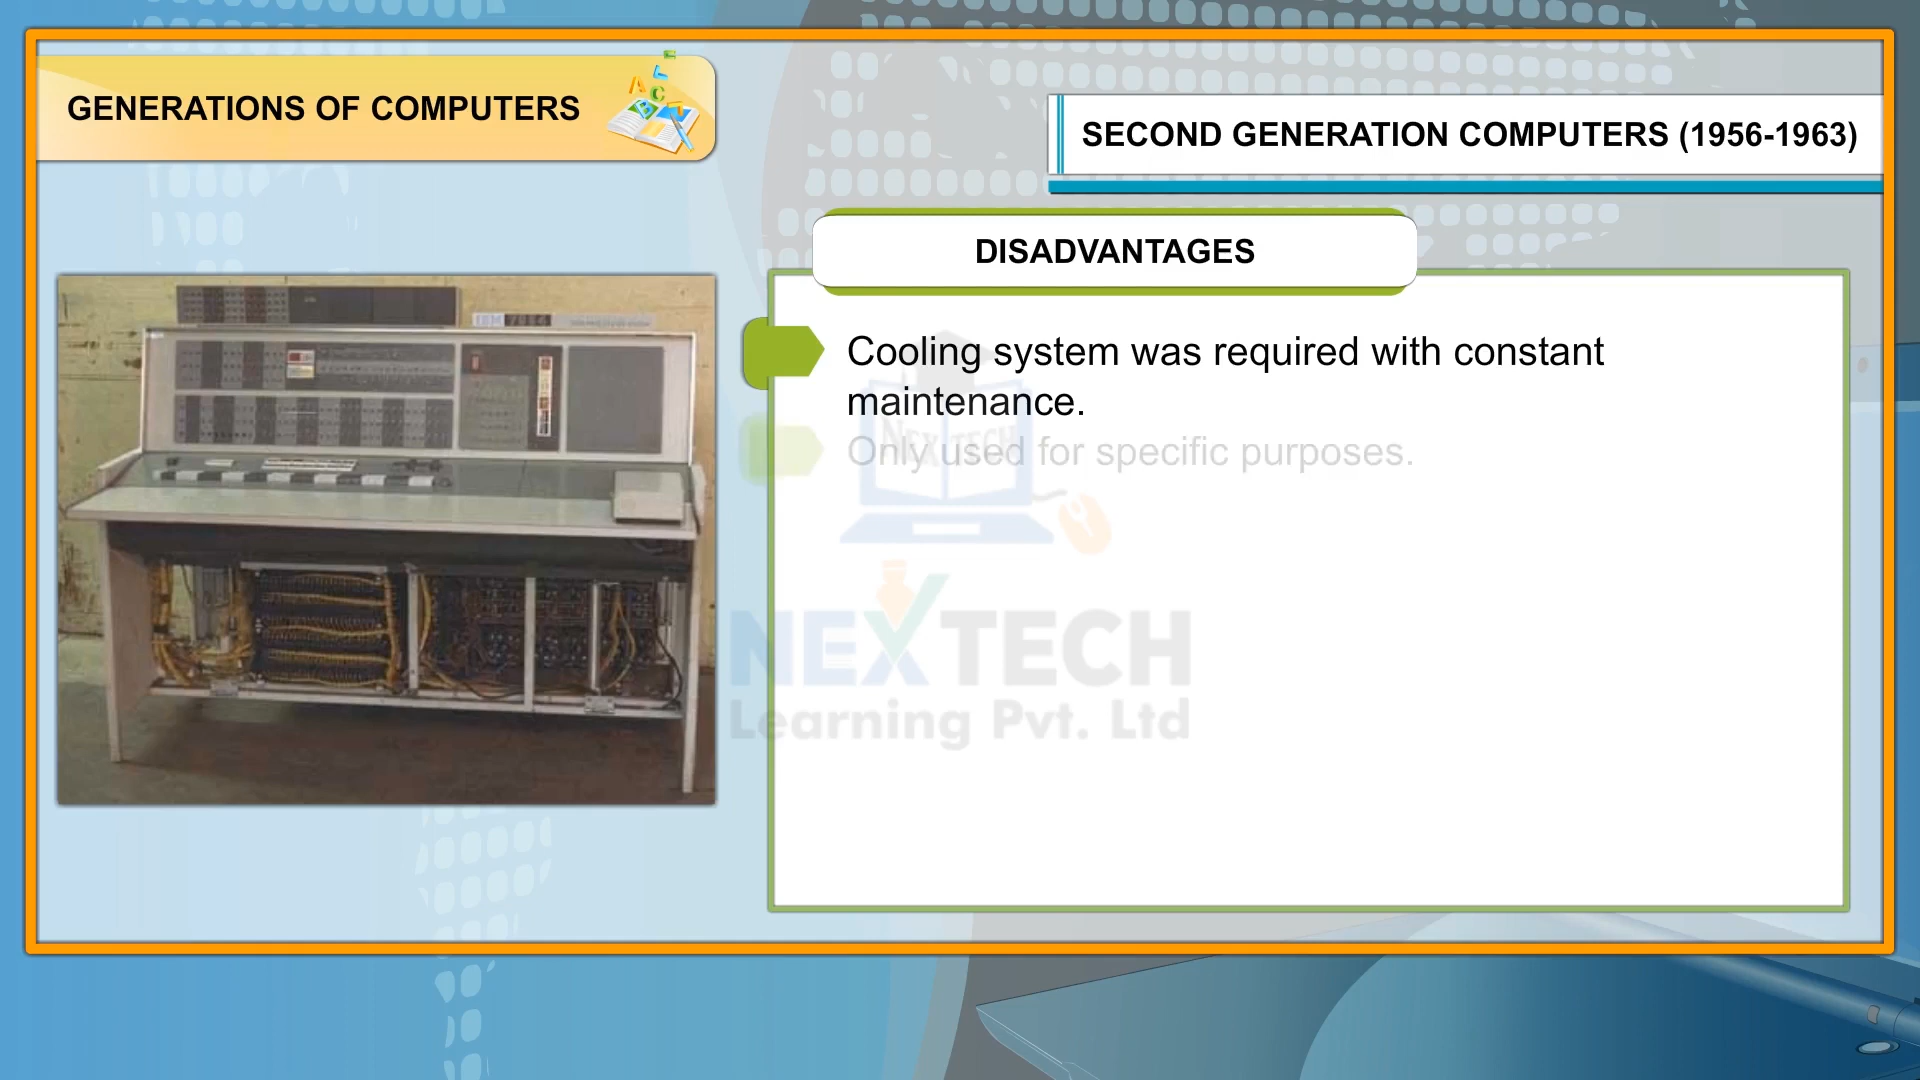 GENERATIONS OF COMPUTERS
SECOND GENERATION COMPUTERS (1956-1963)
DISADVANTAGES
Cooling system was required with constant
maintenance.
Only used for specific purposes.
NEXTECH
NEXTECH
Learning Pvt. Ltd